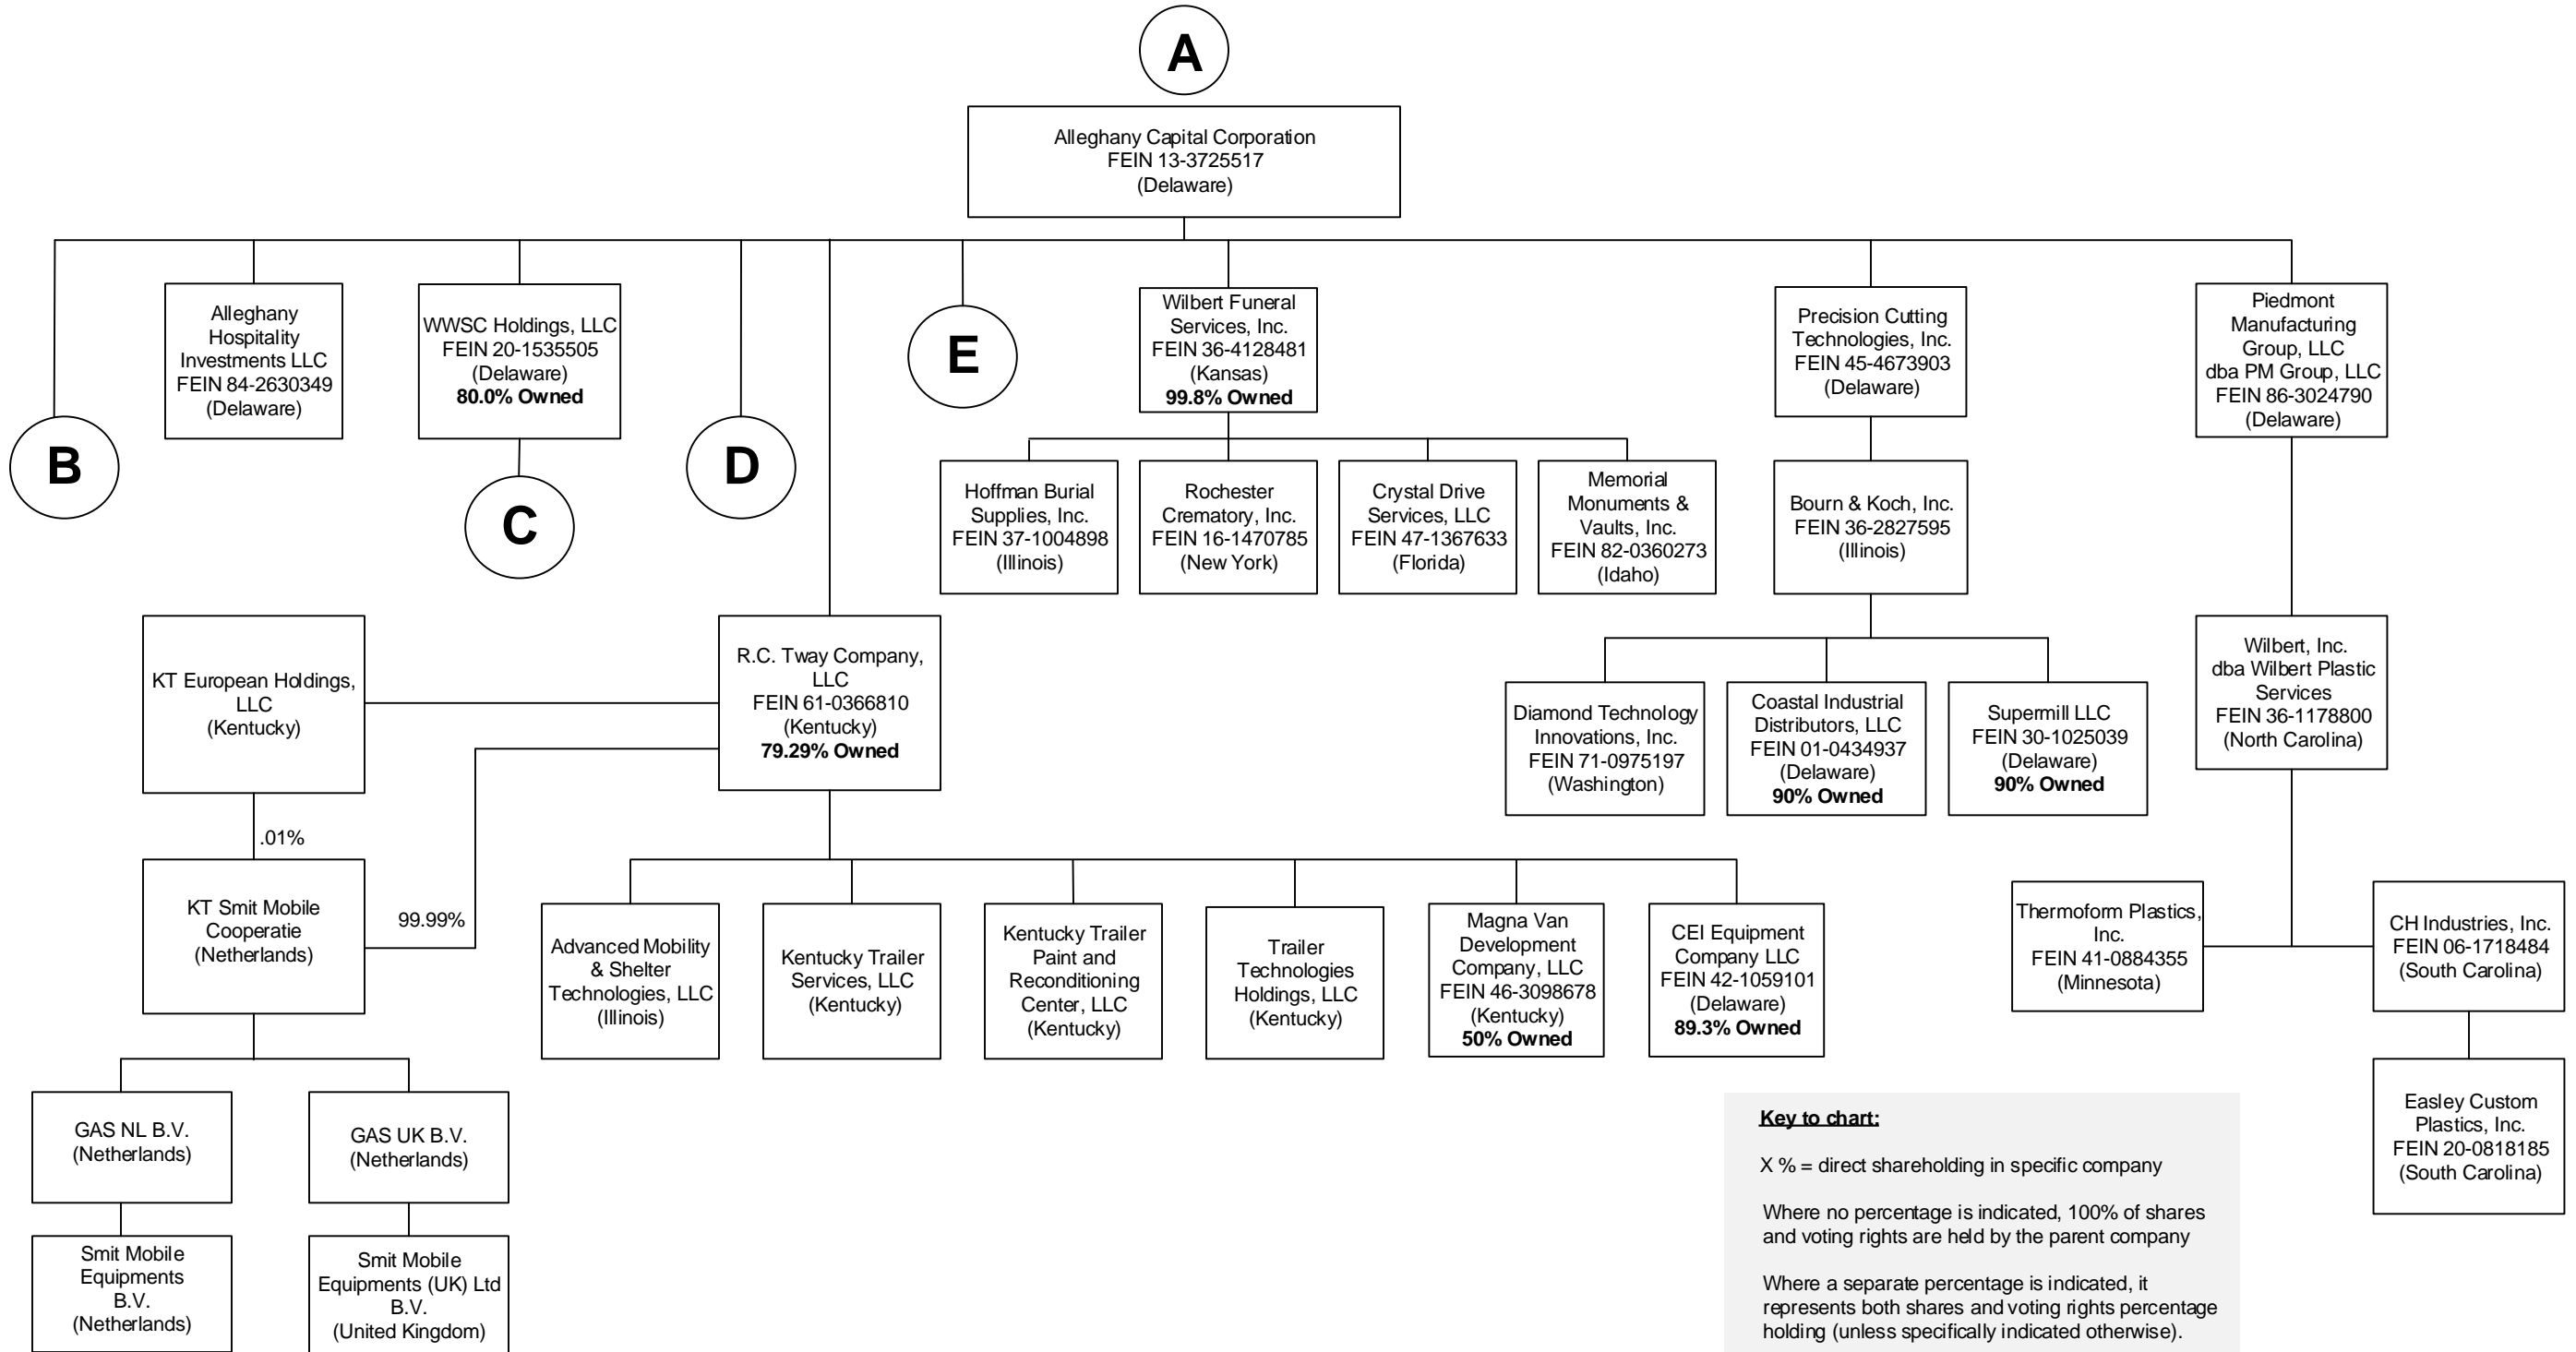 A
Alleghany Capital Corporation
FEIN 13-3725517
(Delaware)
B
Alleghany
Hospitality
Investments LLC
FEIN 84-2630349
(Delaware)
WWSC Holdings, LLC
FEIN 20-1535505
(Delaware)
80.0% Owned
C
D
E
Wilbert Funeral
Services, Inc.
FEIN 36-4128481
(Kansas)
99.8% Owned
Precision Cutting
Technologies, Inc.
FEIN 45-4673903
(Delaware)
Piedmont
Manufacturing
Group, LLC
dba PM Group, LLC
FEIN 86-3024790
(Delaware)
Hoffman Burial
Supplies, Inc.
FEIN 37-1004898
(Illinois)
Rochester
Crematory, Inc.
FEIN 16-1470785
(New York)
Crystal Drive
Services, LLC
FEIN 47-1367633
(Florida)
Memorial
Monuments &
Vaults, Inc.
FEIN 82-0360273
(Idaho)
Bourn & Koch, Inc.
FEIN 36-2827595
(Illinois)
KT European Holdings,
LLC
(Kentucky)
R.C. Tway Company,
LLC
FEIN 61-0366810
(Kentucky)
79.29% Owned
Diamond Technology
Innovations, Inc.
FEIN 71-0975197
(Washington)
Coastal Industrial
Distributors, LLC
FEIN 01-0434937
(Delaware)
90% Owned
Supermill LLC
FEIN 30-1025039
(Delaware)
90% Owned
Wilbert, Inc.
dba Wilbert Plastic
Services
FEIN 36-1178800
(North Carolina)
.01%
KT Smit Mobile
Cooperatie
(Netherlands)
99.99%
Advanced Mobility
& Shelter
Technologies, LLC
(Illinois)
Kentucky Trailer
Services, LLC
(Kentucky)
Kentucky Trailer
Paint and
Reconditioning
Center, LLC
(Kentucky)
Trailer
Technologies
Holdings, LLC
(Kentucky)
Magna Van
Development
Company, LLC
FEIN 46-3098678
(Kentucky)
50% Owned
CEI Equipment
Company LLC
FEIN 42-1059101
(Delaware)
89.3% Owned
Thermoform Plastics,
Inc.
FEIN 41-0884355
(Minnesota)
CH Industries, Inc.
FEIN 06-1718484
(South Carolina)
Easley Custom
Plastics, Inc.
FEIN 20-0818185
(South Carolina)
GAS NL B.V.
(Netherlands)
GAS UK B.V.
(Netherlands)
Smit Mobile
Equipments
B.V.
(Netherlands)
Smit Mobile
Equipments (UK) Ltd
B.V.
(United Kingdom)
Key to chart:
X % = direct shareholding in specific company
Where no percentage is indicated, 100% of shares
and voting rights are held by the parent company
Where a separate percentage is indicated, it
represents both shares and voting rights percentage
holding (unless specifically indicated otherwise).